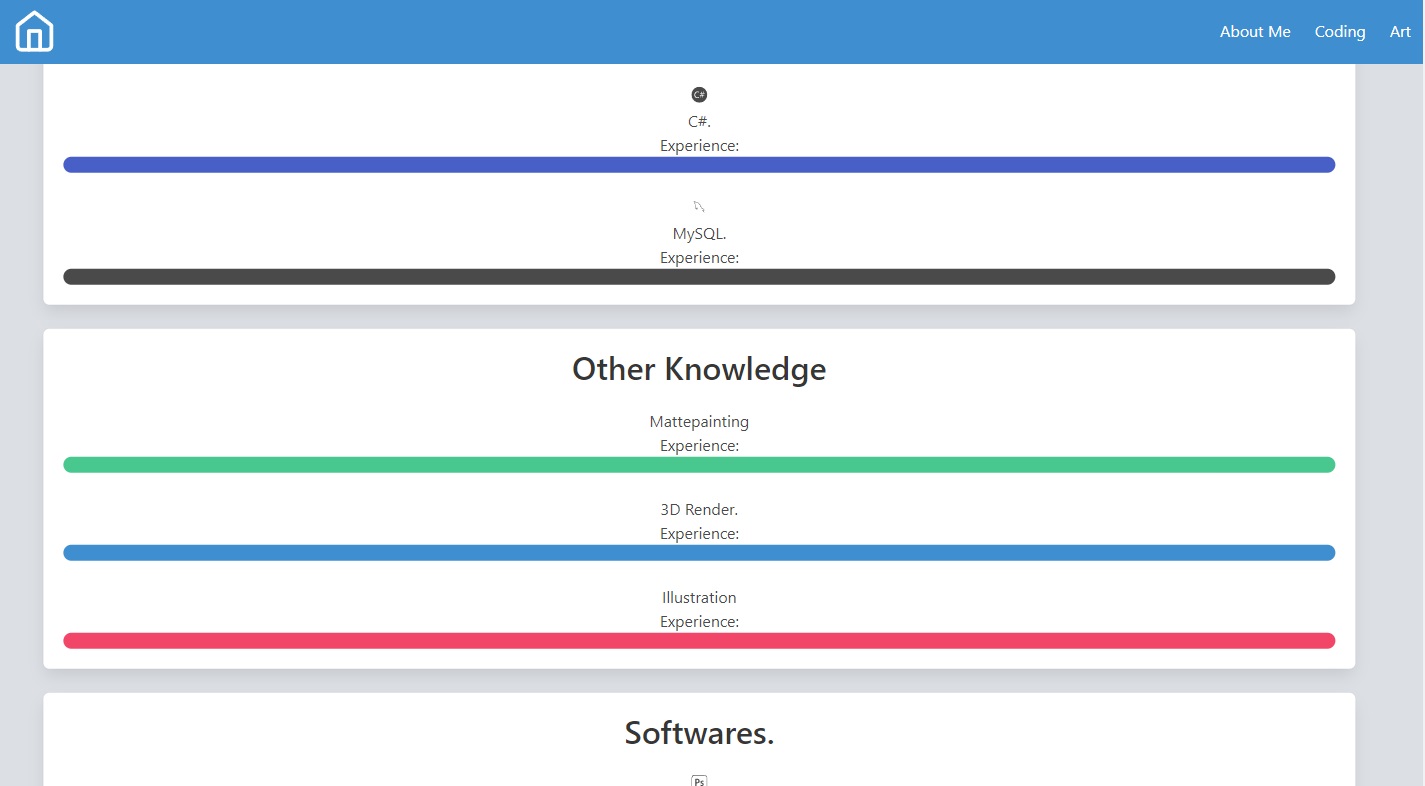 About Me Coding Art
C#
C#.
Experience:
MySQL.
Experience:
Other Knowledge
Mattepainting
Experience:
3D Render.
Experience:
Illustration
Experience:
Softwares.
Ps